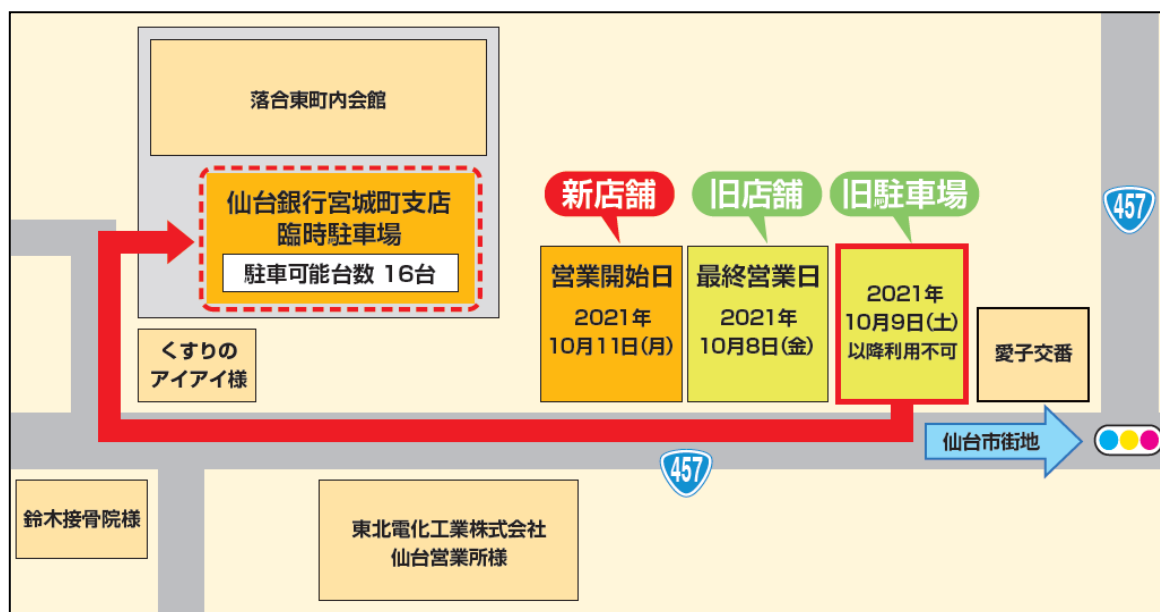 落合東町内会館
仙台銀行宮城町支店
臨時駐車場
駐車可能台数 16台
くすりの
アイアイ様
新店舗
営業開始日
2021年
10月11日(月)
旧店舗
最終営業日
2021年
10月8日(金)
旧駐車場
2021年
10月9日(土)
以降利用不可
愛子交番
457
仙台市街地
457
鈴木接骨院様
東北電化工業株式会社
仙台営業所様